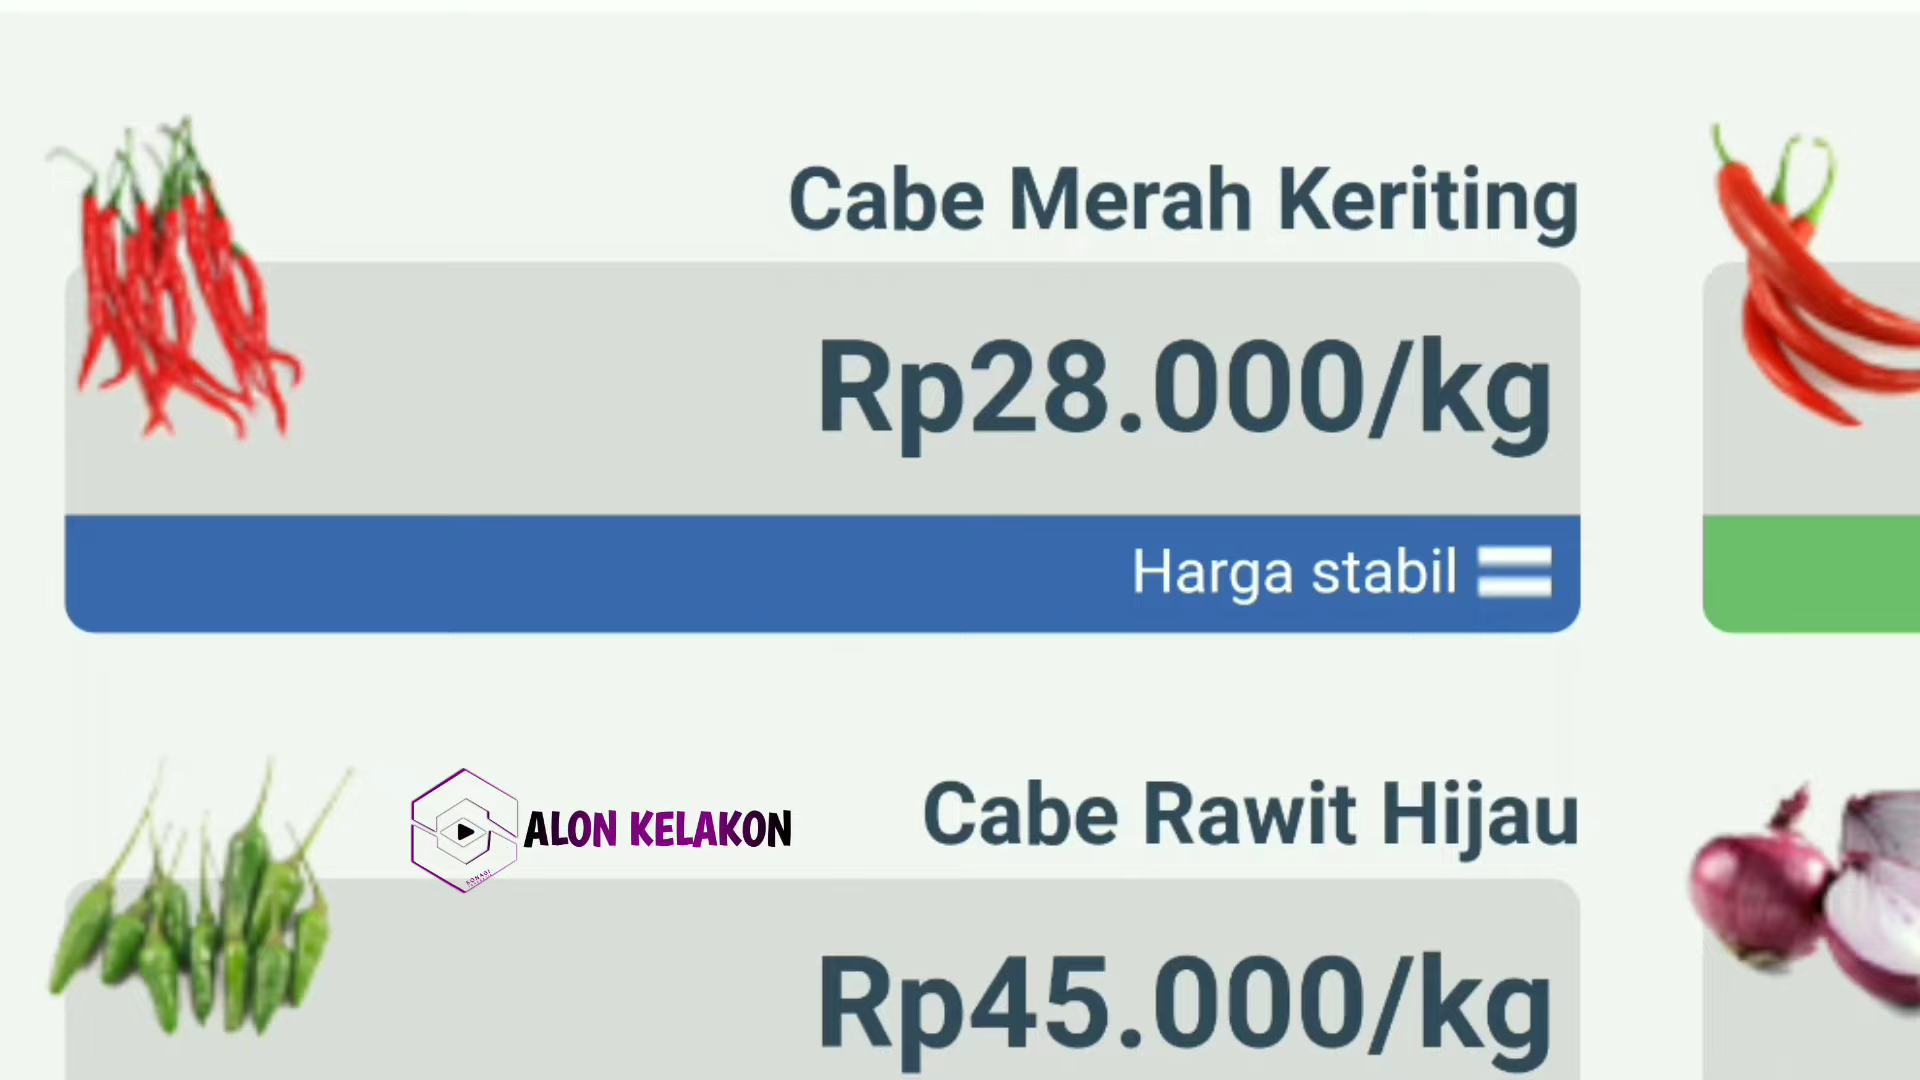 Cabe Merah Keriting
Rp28.000/kg
Harga stabil
ALON KELAKON
Cabe Rawit Hijau
Rp45.000/kg